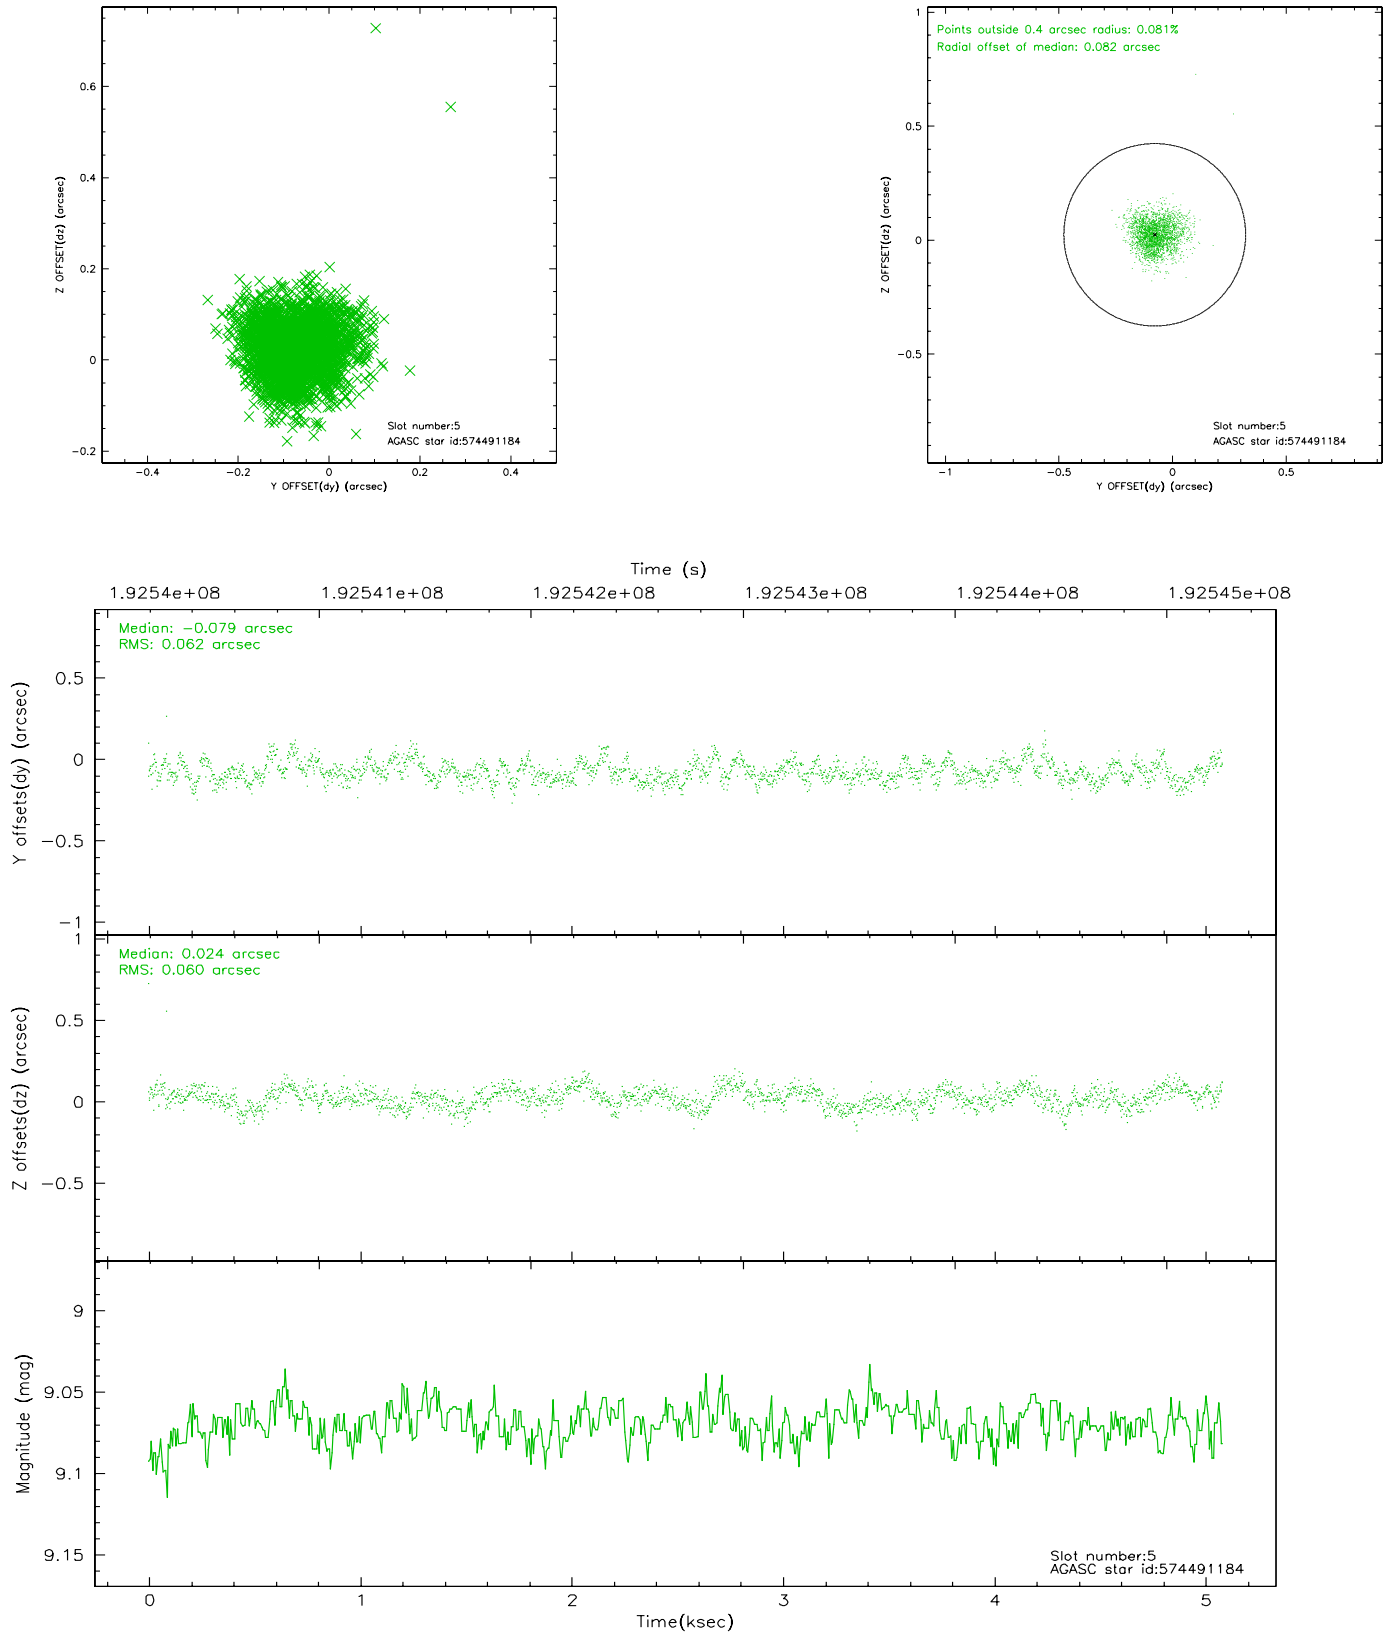 0.6
0.4
0.2
0
−0.2
Z OFFSET(dz) (arcsec)
−0.4
−0.2
0
0.2
0.4
Y OFFSET(dy) (arcsec)
Slot number:5
AGASC star id:574491184
Points outside 0.4 arcsec radius: 0.081%
Radial offset of median: 0.082 arcsec
1
0.5
0
−0.5
Z OFFSET(dz) (arcsec)
−1
−0.5
0
0.5
Y OFFSET(dy) (arcsec)
Slot number:5
AGASC star id:574491184
Time (s)
1.9254e+08
1.92541e+08
1.92542e+08
1.92543e+08
1.92544e+08
1.92545e+08
Median: −0.079 arcsec
RMS: 0.062 arcsec
0.5
0
−0.5
−1
Y offsets(dy) (arcsec)
Median: 0.024 arcsec
RMS: 0.060 arcsec
1
0.5
0
−0.5
Z offsets(dz) (arcsec)
9
9.05
9.1
9.15
Magnitude (mag)
Slot number:5
AGASC star id:574491184
0
1
2
3
4
5
Time(ksec)